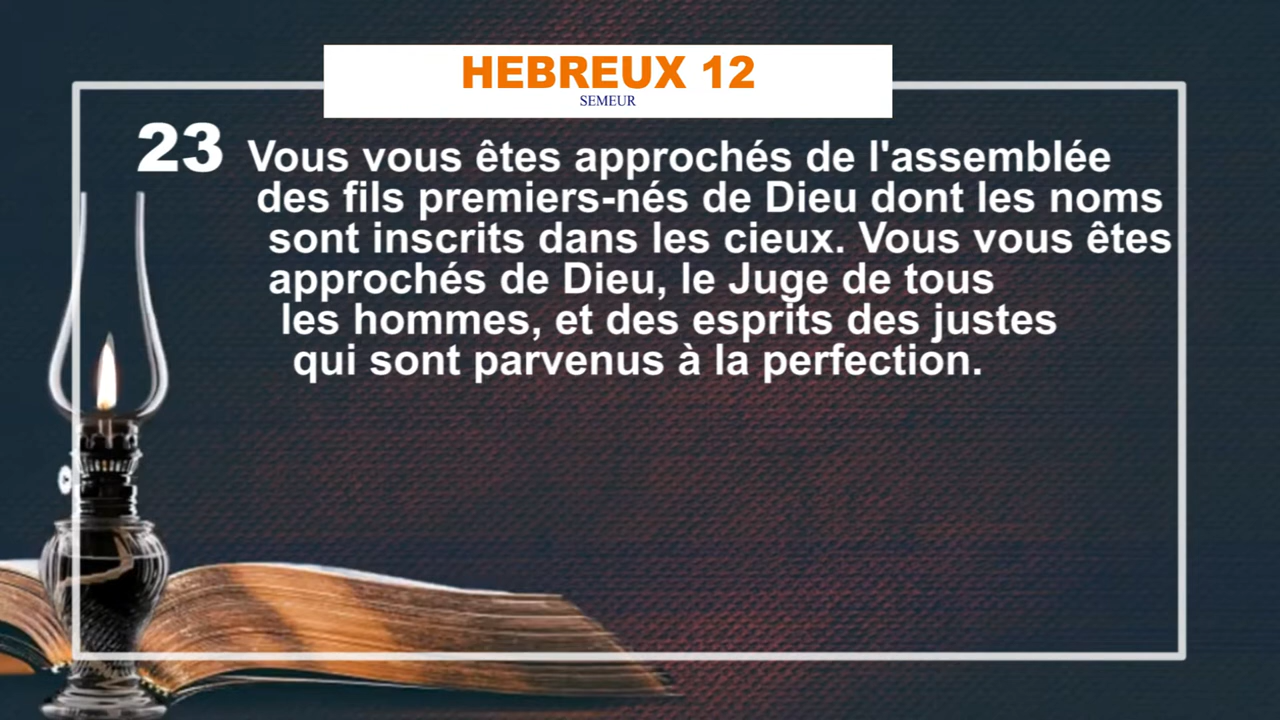 HEBREUX 12
SEMEUR
23 Vous vous êtes approchés de l'assemblée
des fils premiers-nés de Dieu dont les noms
sont inscrits dans les cieux. Vous vous êtes
approchés de Dieu, le Juge de tous
les hommes, et des esprits des justes
qui sont parvenus à la perfection.